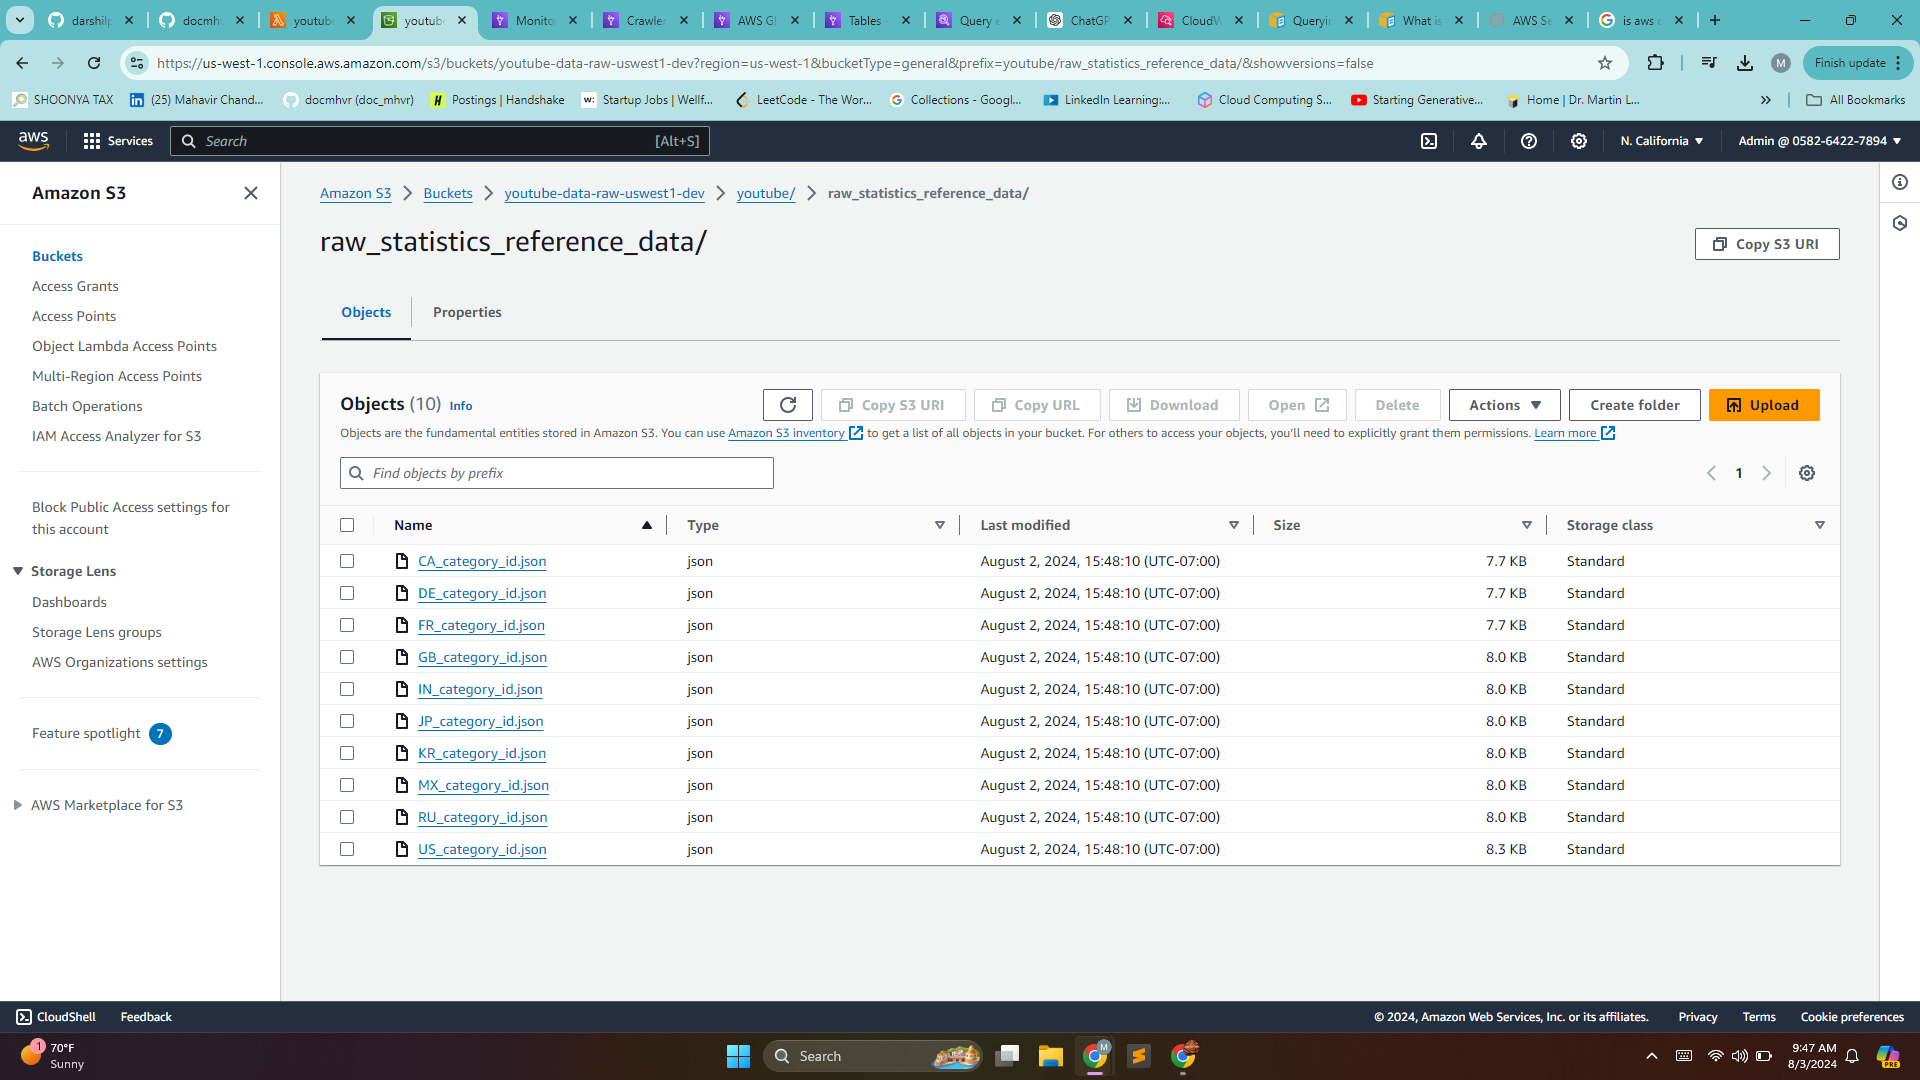 darshilp
docmhv
youtube
youtube
Monito
Crawler
AWS Gl
Tables -
Query e
ChatGP
CloudW
Queryin
What is
AWS Se
is aws c
https://us-west-1.console.aws.amazon.com/s3/buckets/youtube-data-raw-uswest1-dev?region=us-west-1&bucketType=general&prefix=youtube/raw_statistics_reference_data/&showversions=false
M
Finish update
SHOONYA TAX
(25) Mahavir Chand...
docmhvr (doc_mhvr)
Postings | Handshake
Startup Jobs | Wellf...
LeetCode - The Wor...
Collections - Googl...
LinkedIn Learning:...
Cloud Computing S...
Starting Generative...
Home | Dr. Martin L...
All Bookmarks
aws
Services
Search
[Alt+S]
N. California
Admin @ 0582-6422-7894
Amazon S3
Buckets
Access Grants
Access Points
Object Lambda Access Points
Multi-Region Access Points
Batch Operations
IAM Access Analyzer for S3
Block Public Access settings for
this account
Storage Lens
Dashboards
Storage Lens groups
AWS Organizations settings
Feature spotlight 7
AWS Marketplace for S3
Amazon S3 > Buckets > youtube-data-raw-uswest1-dev > youtube/ > raw_statistics_reference_data/
raw_statistics_reference_data/
Copy S3 URI
Objects
Properties
Objects (10) Info
Copy S3 URI
Copy URL
Download
Open
Delete
Actions
Create folder
Upload
Objects are the fundamental entities stored in Amazon S3. You can use Amazon S3 inventory to get a list of all objects in your bucket. For others to access your objects, you'll need to explicitly grant them permissions. Learn more
Find objects by prefix
1
Name Type Last modified Size Storage class
CA_category_id.json json August 2, 2024, 15:48:10 (UTC-07:00) 7.7 KB Standard
DE_category_id.json json August 2, 2024, 15:48:10 (UTC-07:00) 7.7 KB Standard
FR_category_id.json json August 2, 2024, 15:48:10 (UTC-07:00) 7.7 KB Standard
GB_category_id.json json August 2, 2024, 15:48:10 (UTC-07:00) 8.0 KB Standard
IN_category_id.json json August 2, 2024, 15:48:10 (UTC-07:00) 8.0 KB Standard
JP_category_id.json json August 2, 2024, 15:48:10 (UTC-07:00) 8.0 KB Standard
KR_category_id.json json August 2, 2024, 15:48:10 (UTC-07:00) 8.0 KB Standard
MX_category_id.json json August 2, 2024, 15:48:10 (UTC-07:00) 8.0 KB Standard
RU_category_id.json json August 2, 2024, 15:48:10 (UTC-07:00) 8.0 KB Standard
US_category_id.json json August 2, 2024, 15:48:10 (UTC-07:00) 8.3 KB Standard
CloudShell
Feedback
© 2024, Amazon Web Services, Inc. or its affiliates.
Privacy
Terms
Cookie preferences
1
70°F
Sunny
Search
M
9:47 AM
8/3/2024
PRE